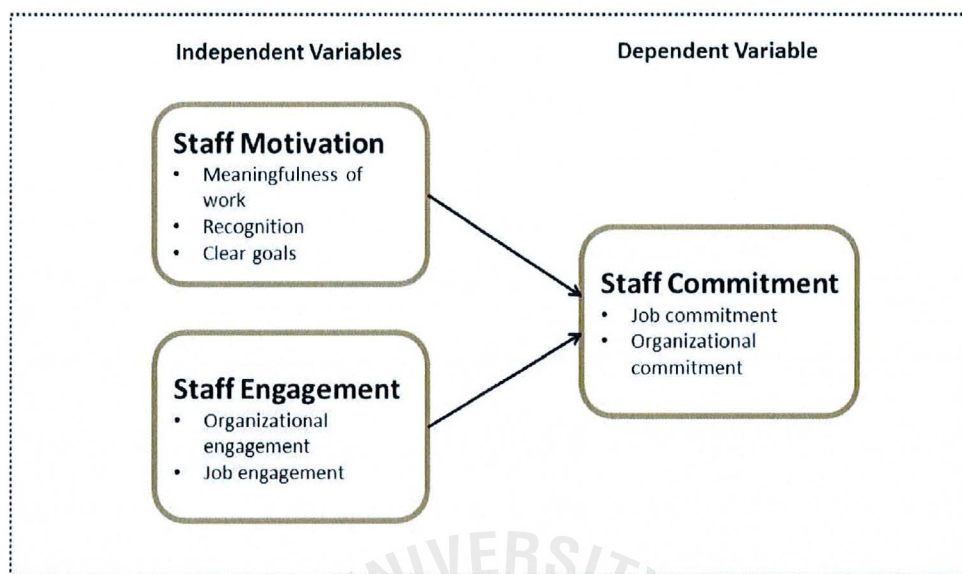 Independent Variables
Dependent Variable
Staff Motivation
• Meaningfulness of
work
• Recognition
• Clear goals
Staff Commitment
• Job commitment
• Organizational
commitment
Staff Engagement
• Organizational
engagement
• Job engagement
UNIVERSIT